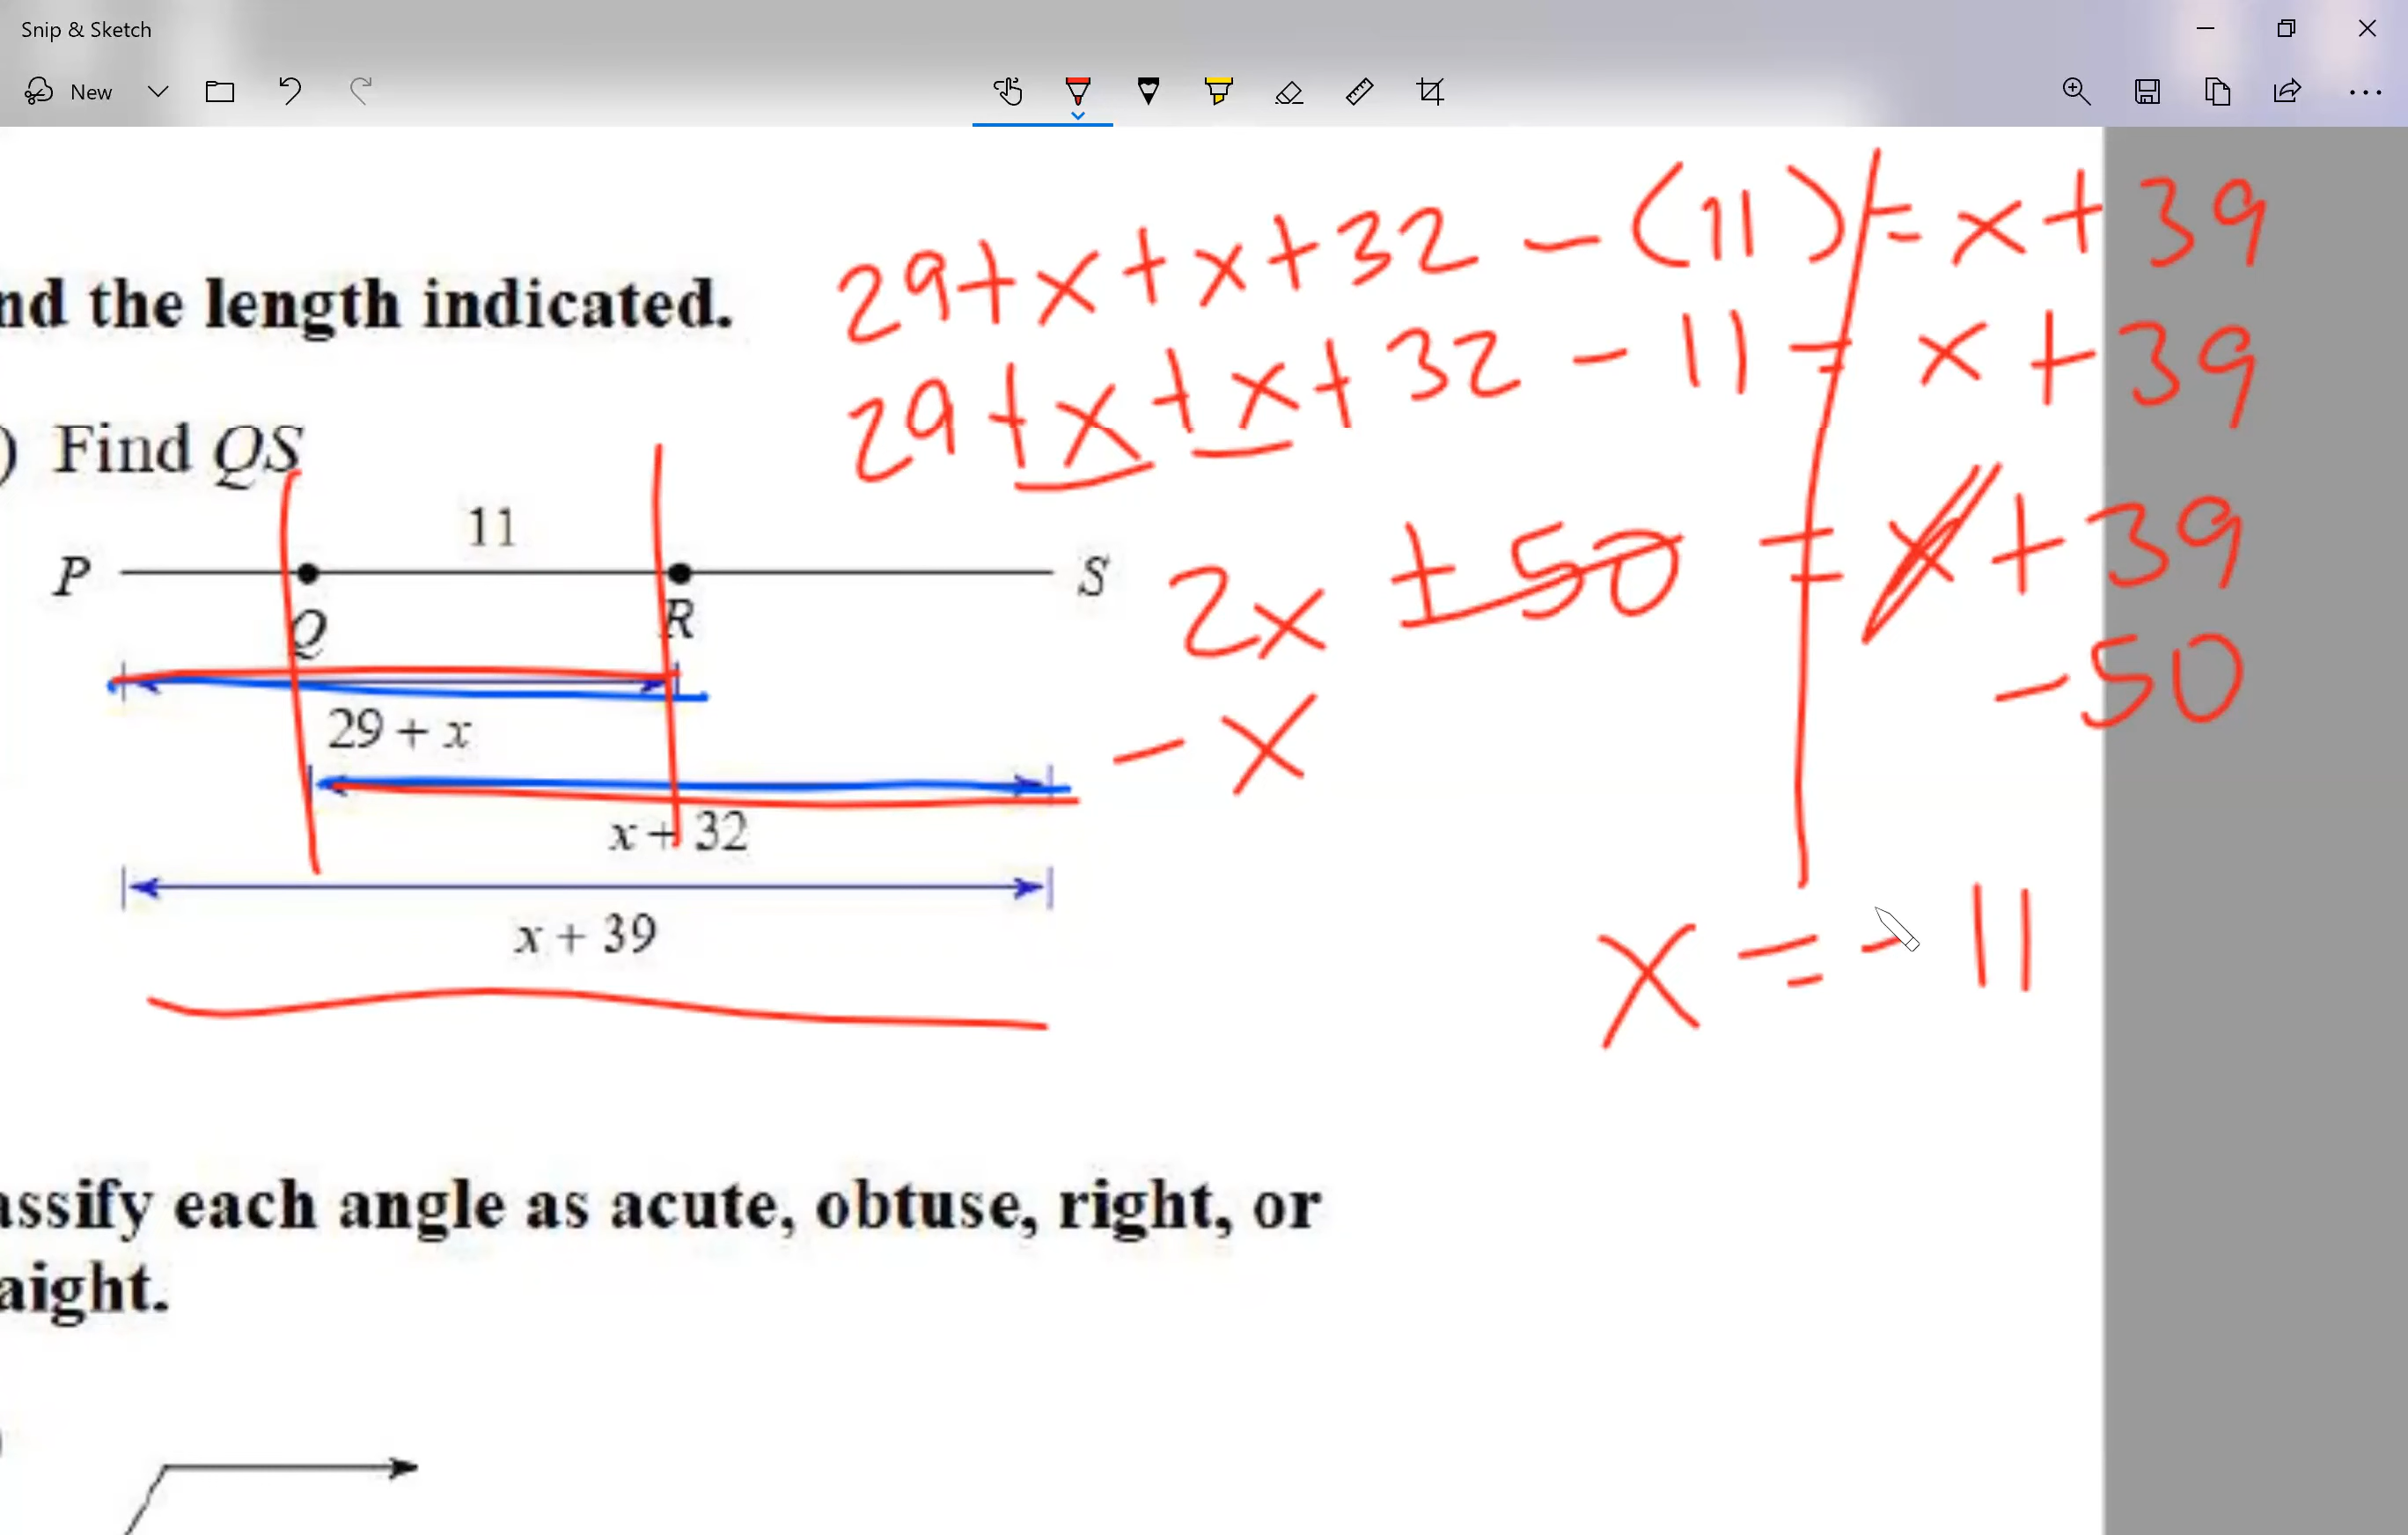 Snip & Sketch
New
29+x+x+32-(11)=x+39
nd the length indicated.
29+x+x+32-11=x+39
) Find QS
11
P
S
Q
R
2x+50=x+39
-x
-50
29 + x
x + 32
x + 39
x=-11
assify each angle as acute, obtuse, right, or
aight.